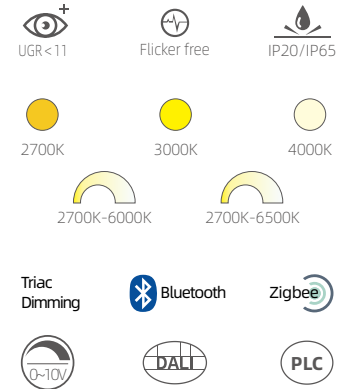 UGR<11
Flicker free
IP20/IP65
2700K
3000K
4000K
2700K-6000K
2700K-6500K
Triac
Dimming
Bluetooth
Zigbee
0~10V
DALI
PLC